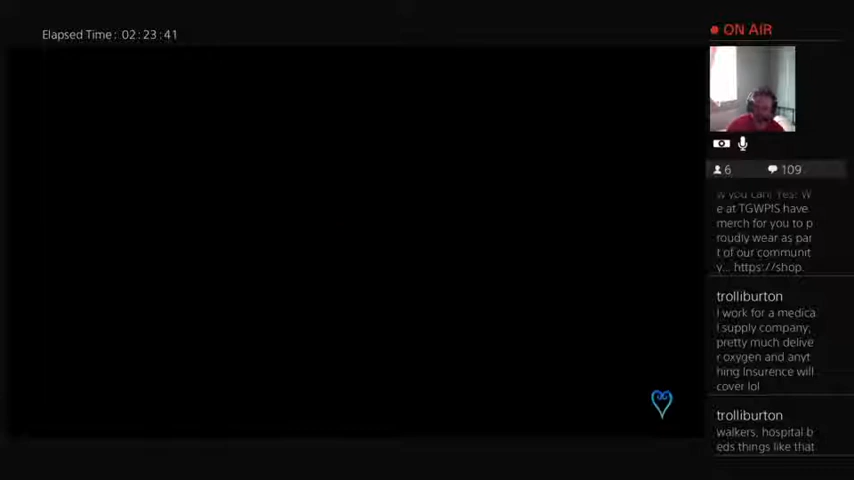 Elapsed Time: 02:23:41
ON AIR
6
109
w you can! Yes! W
e at TGWPIS have
merch for you to p
roudly wear as par
t of our communit
y... https://shop.
trolliburton
I work for a medica
l supply company;
pretty much delive
r oxygen and anyt
hing Insurence will
cover lol
trolliburton
walkers, hospital b
eds things like that